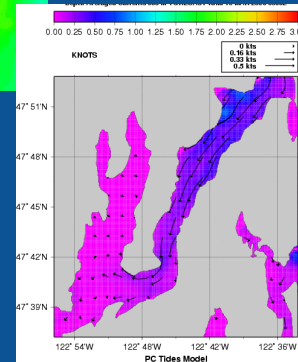 0.00 0.25 0.50 0.75 1.00 1.25 1.50 1.75 2.00 2.25 2.50 2.75 3.0
KNOTS
0 kts
0.16 kts
0.33 kts
0.5 kts
47° 51'N
47° 48'N
47° 45'N
47° 42'N
47° 39'N
122° 54'W 122° 48'W 122° 42'W 122° 36'W
PC Tides Model